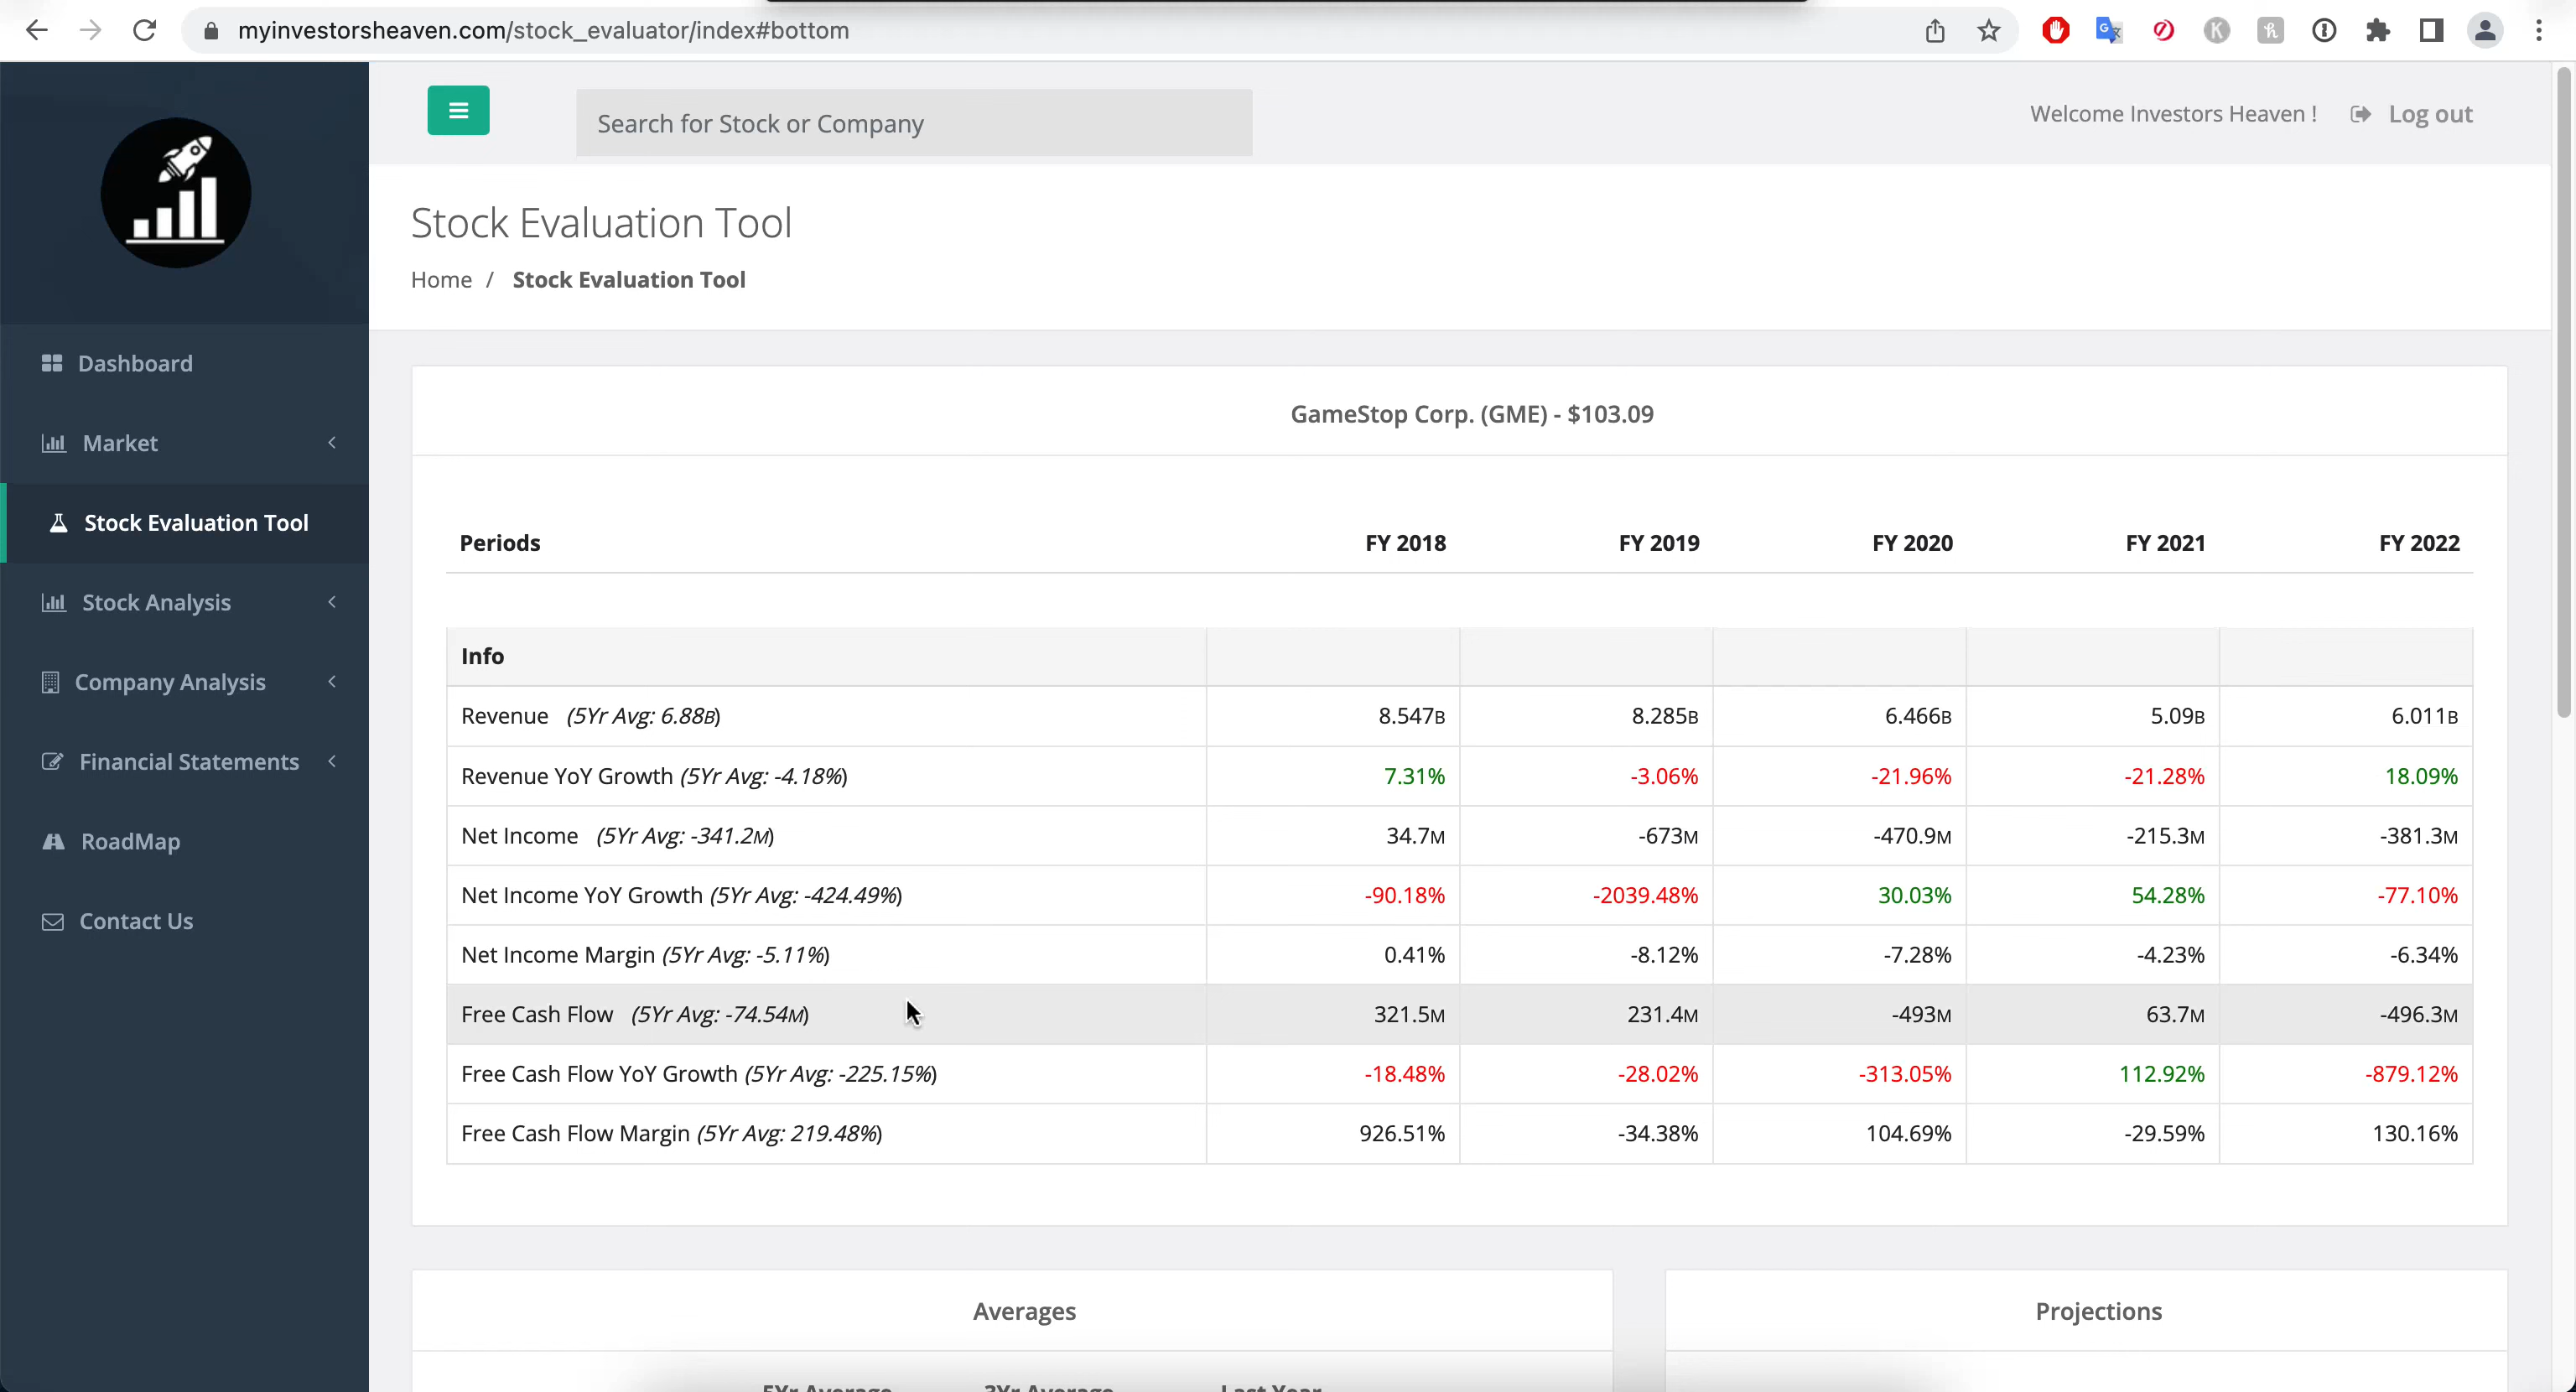 myinvestorsheaven.com/stock_evaluator/index#bottom
Search for Stock or Company
Welcome Investors Heaven !
Log out
Stock Evaluation Tool
Home / Stock Evaluation Tool
Dashboard
Market
Stock Evaluation Tool
Stock Analysis
Company Analysis
Financial Statements
RoadMap
Contact Us
GameStop Corp. (GME) - $103.09
Periods FY 2018 FY 2019 FY 2020 FY 2021 FY 2022
Info
Revenue (5Yr Avg: 6.88B) 8.547B 8.285B 6.466B 5.09B 6.011B
Revenue YoY Growth (5Yr Avg: -4.18%) 7.31% -3.06% -21.96% -21.28% 18.09%
Net Income (5Yr Avg: -341.2M) 34.7M -673M -470.9M -215.3M -381.3M
Net Income YoY Growth (5Yr Avg: -424.49%) -90.18% -2039.48% 30.03% 54.28% -77.10%
Net Income Margin (5Yr Avg: -5.11%) 0.41% -8.12% -7.28% -4.23% -6.34%
Free Cash Flow (5Yr Avg: -74.54M) 321.5M 231.4M -493M 63.7M -496.3M
Free Cash Flow YoY Growth (5Yr Avg: -225.15%) -18.48% -28.02% -313.05% 112.92% -879.12%
Free Cash Flow Margin (5Yr Avg: 219.48%) 926.51% -34.38% 104.69% -29.59% 130.16%
Averages
Projections
5Yr Average 3Yr Average Last Year